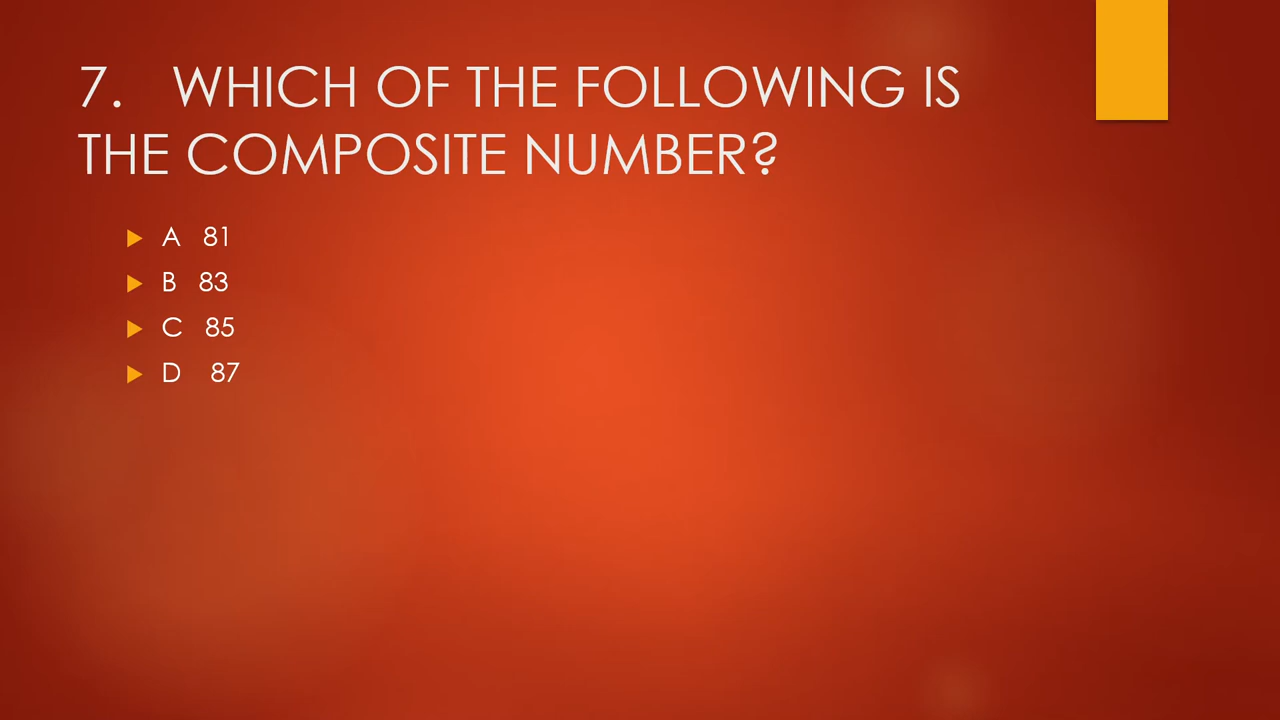 7. WHICH OF THE FOLLOWING IS
THE COMPOSITE NUMBER?
A 81
B 83
C 85
D 87